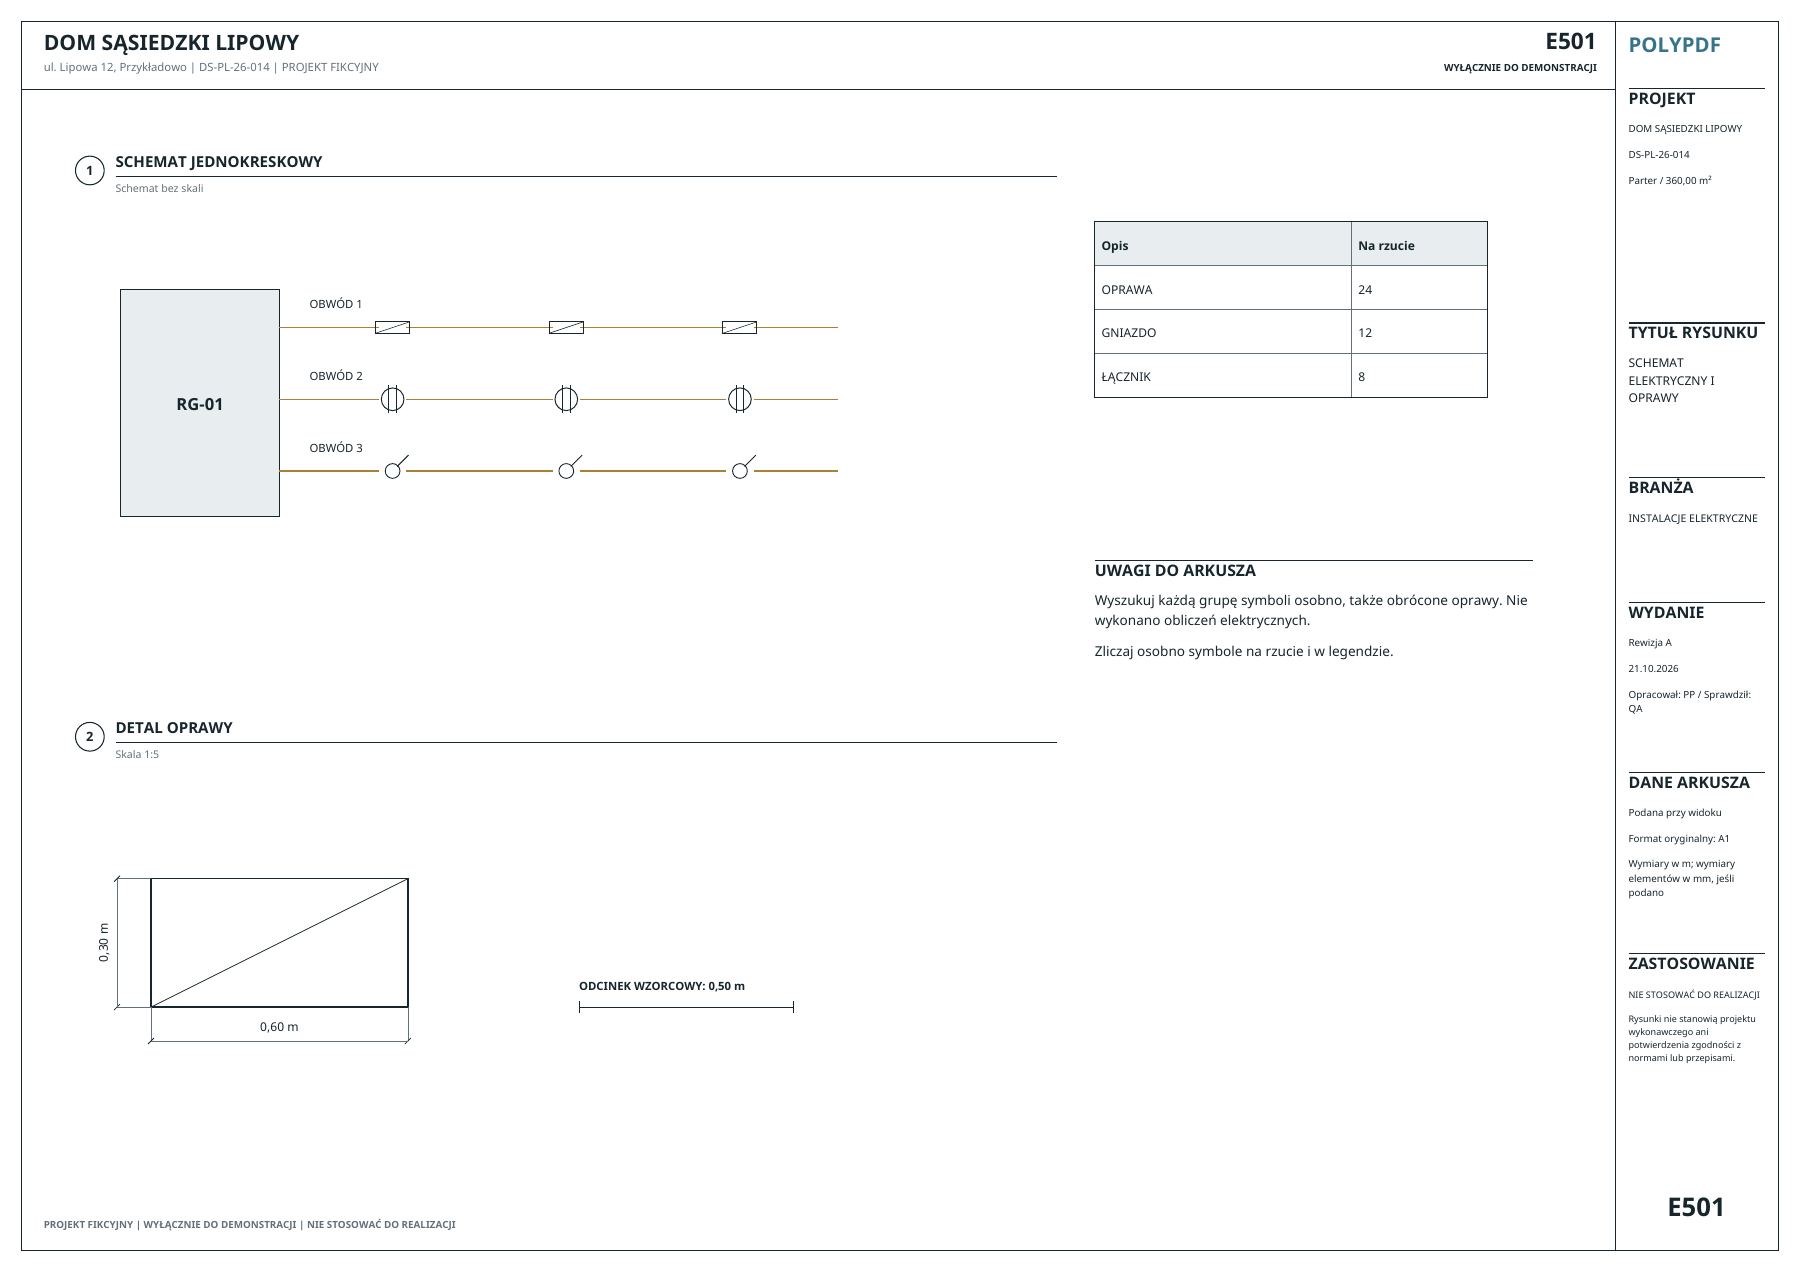 DOM SĄSIEDZKI LIPOWY
ul. Lipowa 12, Przykładowo | DS-PL-26-014 | PROJEKT FIKCYJNY
E501
WYŁĄCZNIE DO DEMONSTRACJI
1
SCHEMAT JEDNOKRESKOWY
Schemat bez skali
RG-01
OBWÓD 1
OBWÓD 2
OBWÓD 3
Opis Na rzucie
OPRAWA 24
GNIAZDO 12
ŁĄCZNIK 8
UWAGI DO ARKUSZA
Wyszukuj każdą grupę symboli osobno, także obrócone oprawy. Nie
wykonano obliczeń elektrycznych.
Zliczaj osobno symbole na rzucie i w legendzie.
2
DETAL OPRAWY
Skala 1:5
0,30 m
0,60 m
ODCINEK WZORCOWY: 0,50 m
PROJEKT FIKCYJNY | WYŁĄCZNIE DO DEMONSTRACJI | NIE STOSOWAĆ DO REALIZACJI
POLYPDF
PROJEKT
DOM SĄSIEDZKI LIPOWY
DS-PL-26-014
Parter / 360,00 m²
TYTUŁ RYSUNKU
SCHEMAT
ELEKTRYCZNY I
OPRAWY
BRANŻA
INSTALACJE ELEKTRYCZNE
WYDANIE
Rewizja A
21.10.2026
Opracował: PP / Sprawdził:
QA
DANE ARKUSZA
Podana przy widoku
Format oryginalny: A1
Wymiary w m; wymiary
elementów w mm, jeśli
podano
ZASTOSOWANIE
NIE STOSOWAĆ DO REALIZACJI
Rysunki nie stanowią projektu
wykonawczego ani
potwierdzenia zgodności z
normami lub przepisami.
E501